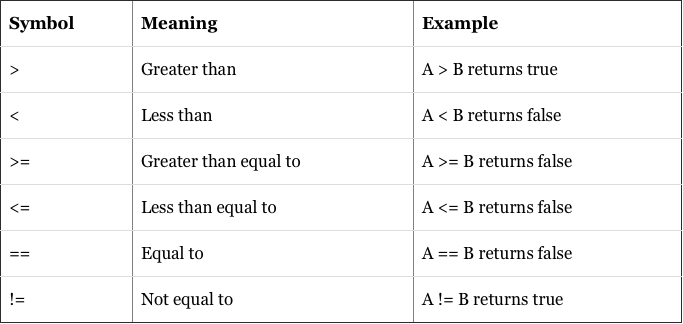 Symbol Meaning Example
> Greater than A > B returns true
< Less than A < B returns false
>= Greater than equal to A >= B returns false
<= Less than equal to A <= B returns false
== Equal to A == B returns false
!= Not equal to A != B returns true